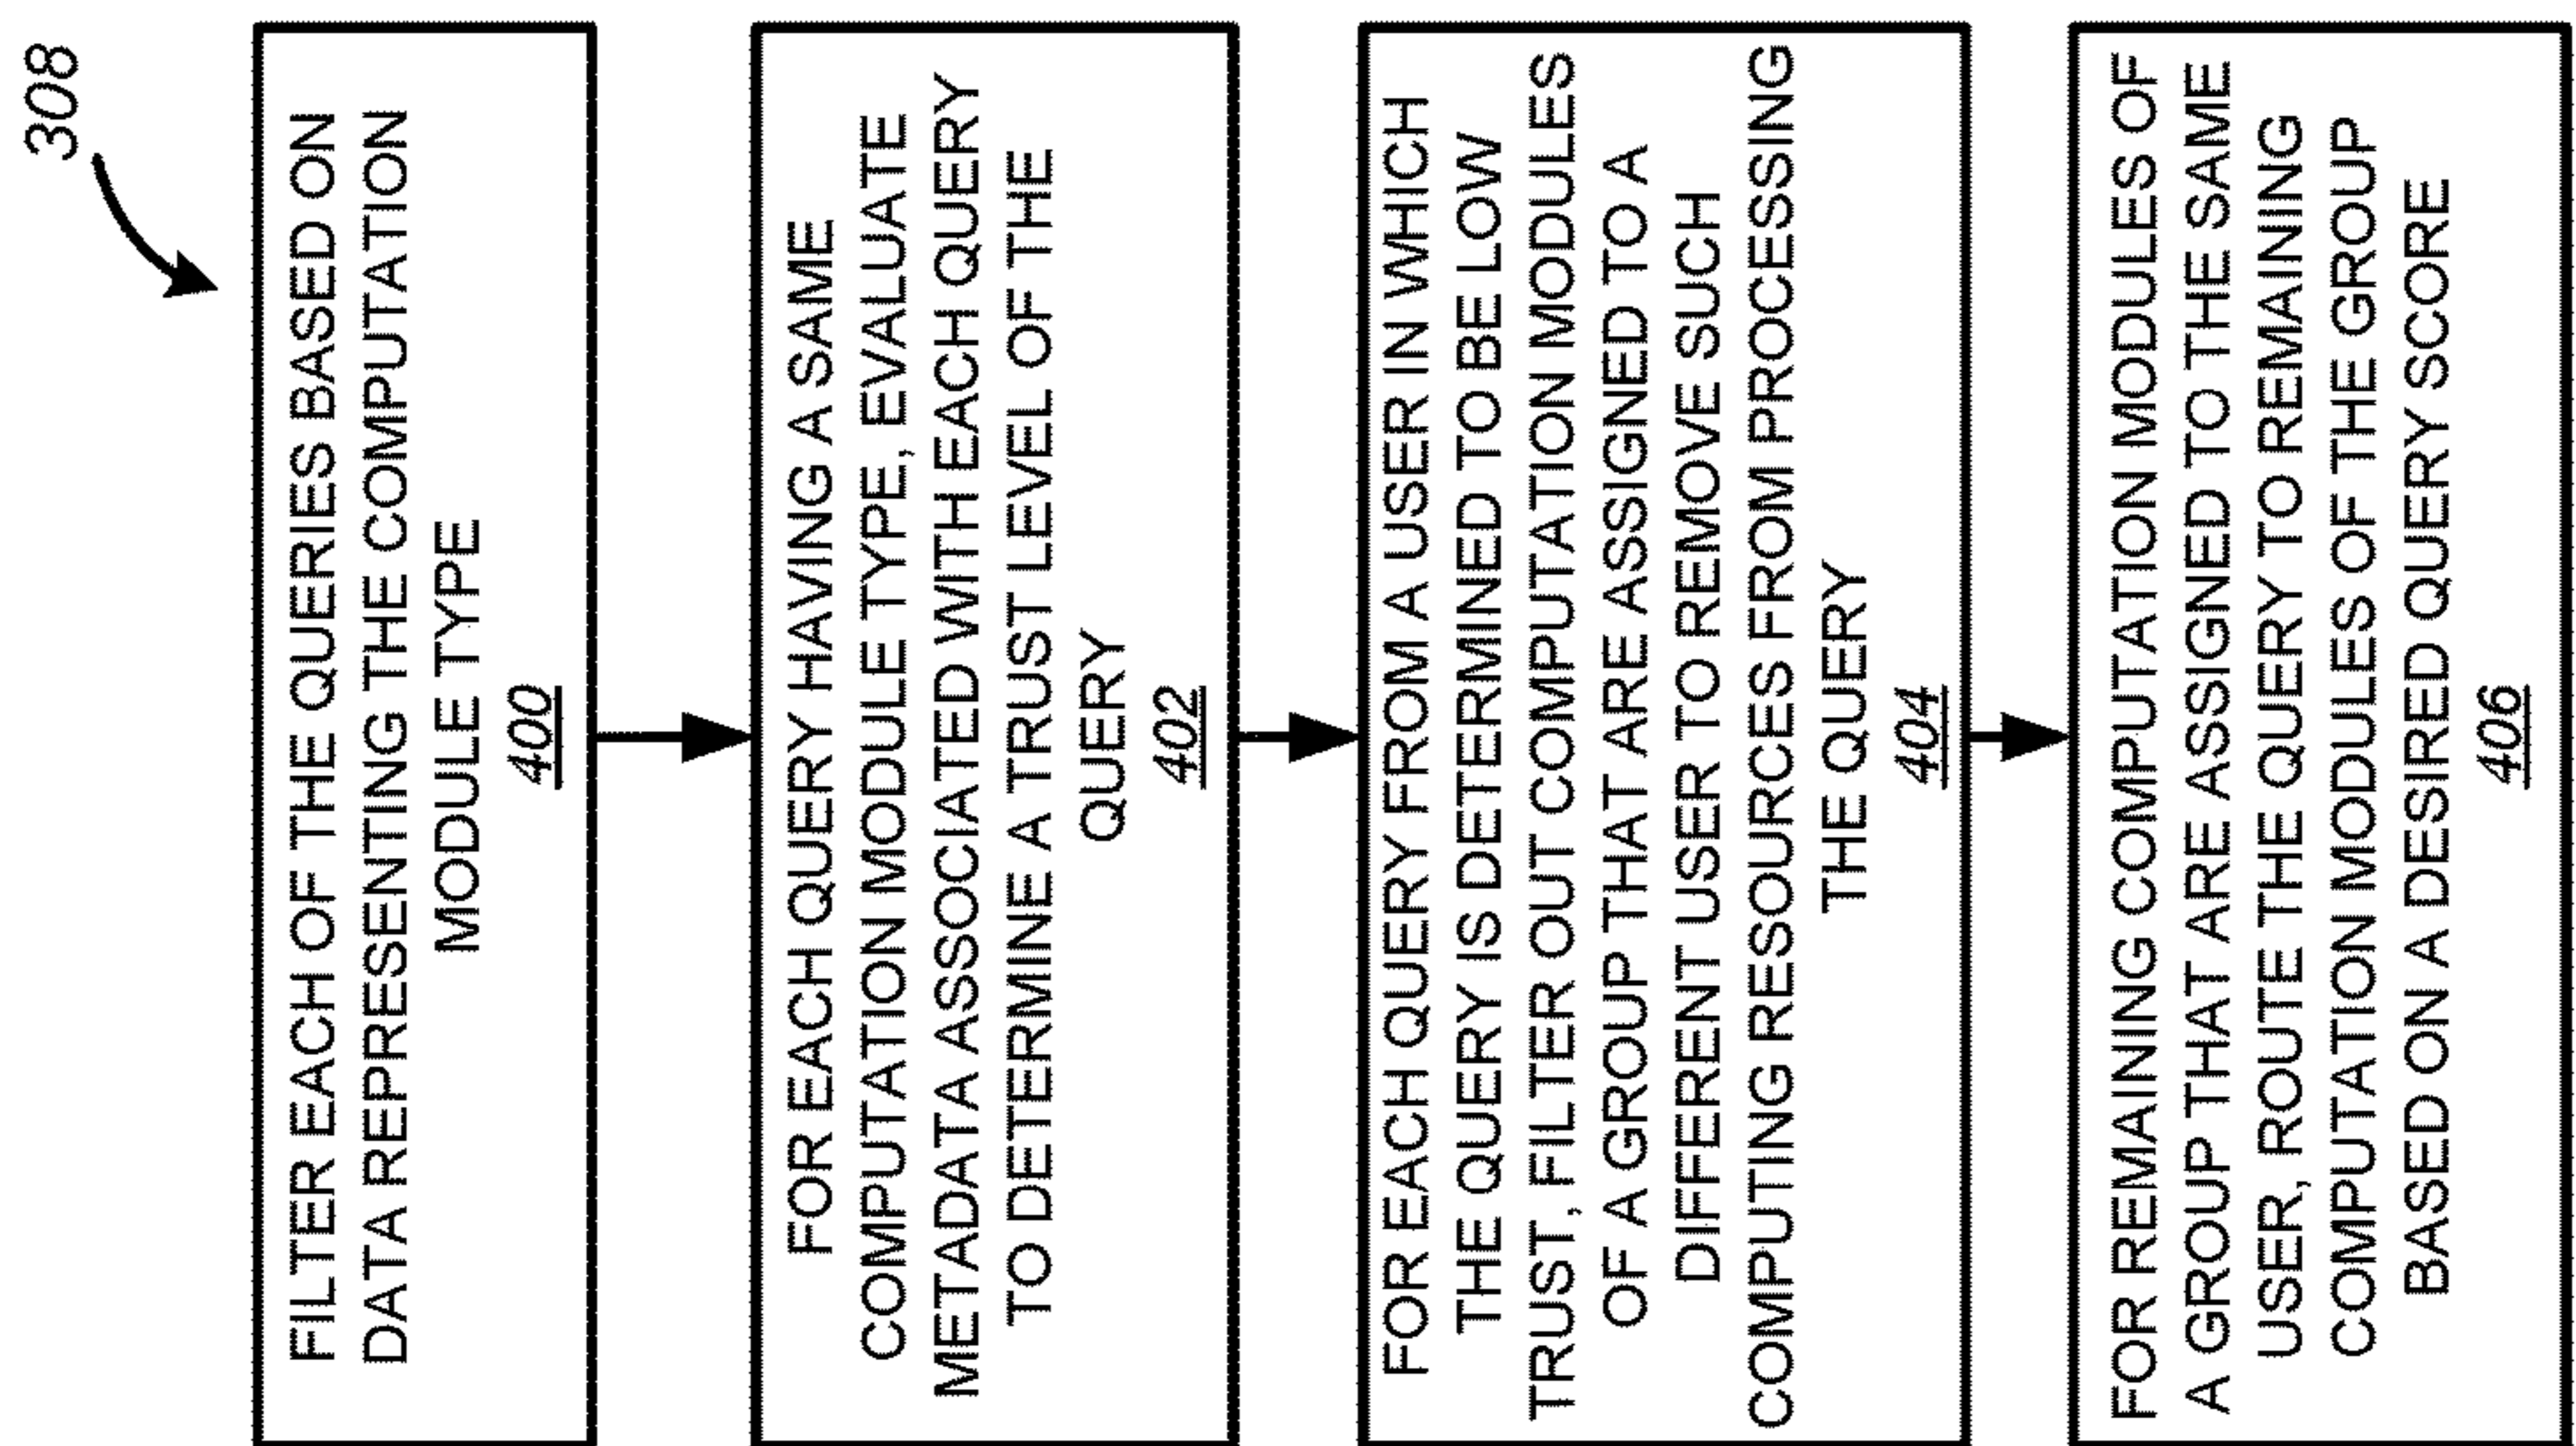 308
FILTER EACH OF THE QUERIES BASED ON
DATA REPRESENTING THE COMPUTATION
MODULE TYPE
400
FOR EACH QUERY HAVING A SAME
COMPUTATION MODULE TYPE, EVALUATE
METADATA ASSOCIATED WITH EACH QUERY
TO DETERMINE A TRUST LEVEL OF THE
QUERY
402
FOR EACH QUERY FROM A USER IN WHICH
THE QUERY IS DETERMINED TO BE LOW
TRUST, FILTER OUT COMPUTATION MODULES
OF A GROUP THAT ARE ASSIGNED TO A
DIFFERENT USER TO REMOVE SUCH
COMPUTING RESOURCES FROM PROCESSING
THE QUERY
404
FOR REMAINING COMPUTATION MODULES OF
A GROUP THAT ARE ASSIGNED TO THE SAME
USER, ROUTE THE QUERY TO REMAINING
COMPUTATION MODULES OF THE GROUP
BASED ON A DESIRED QUERY SCORE
406